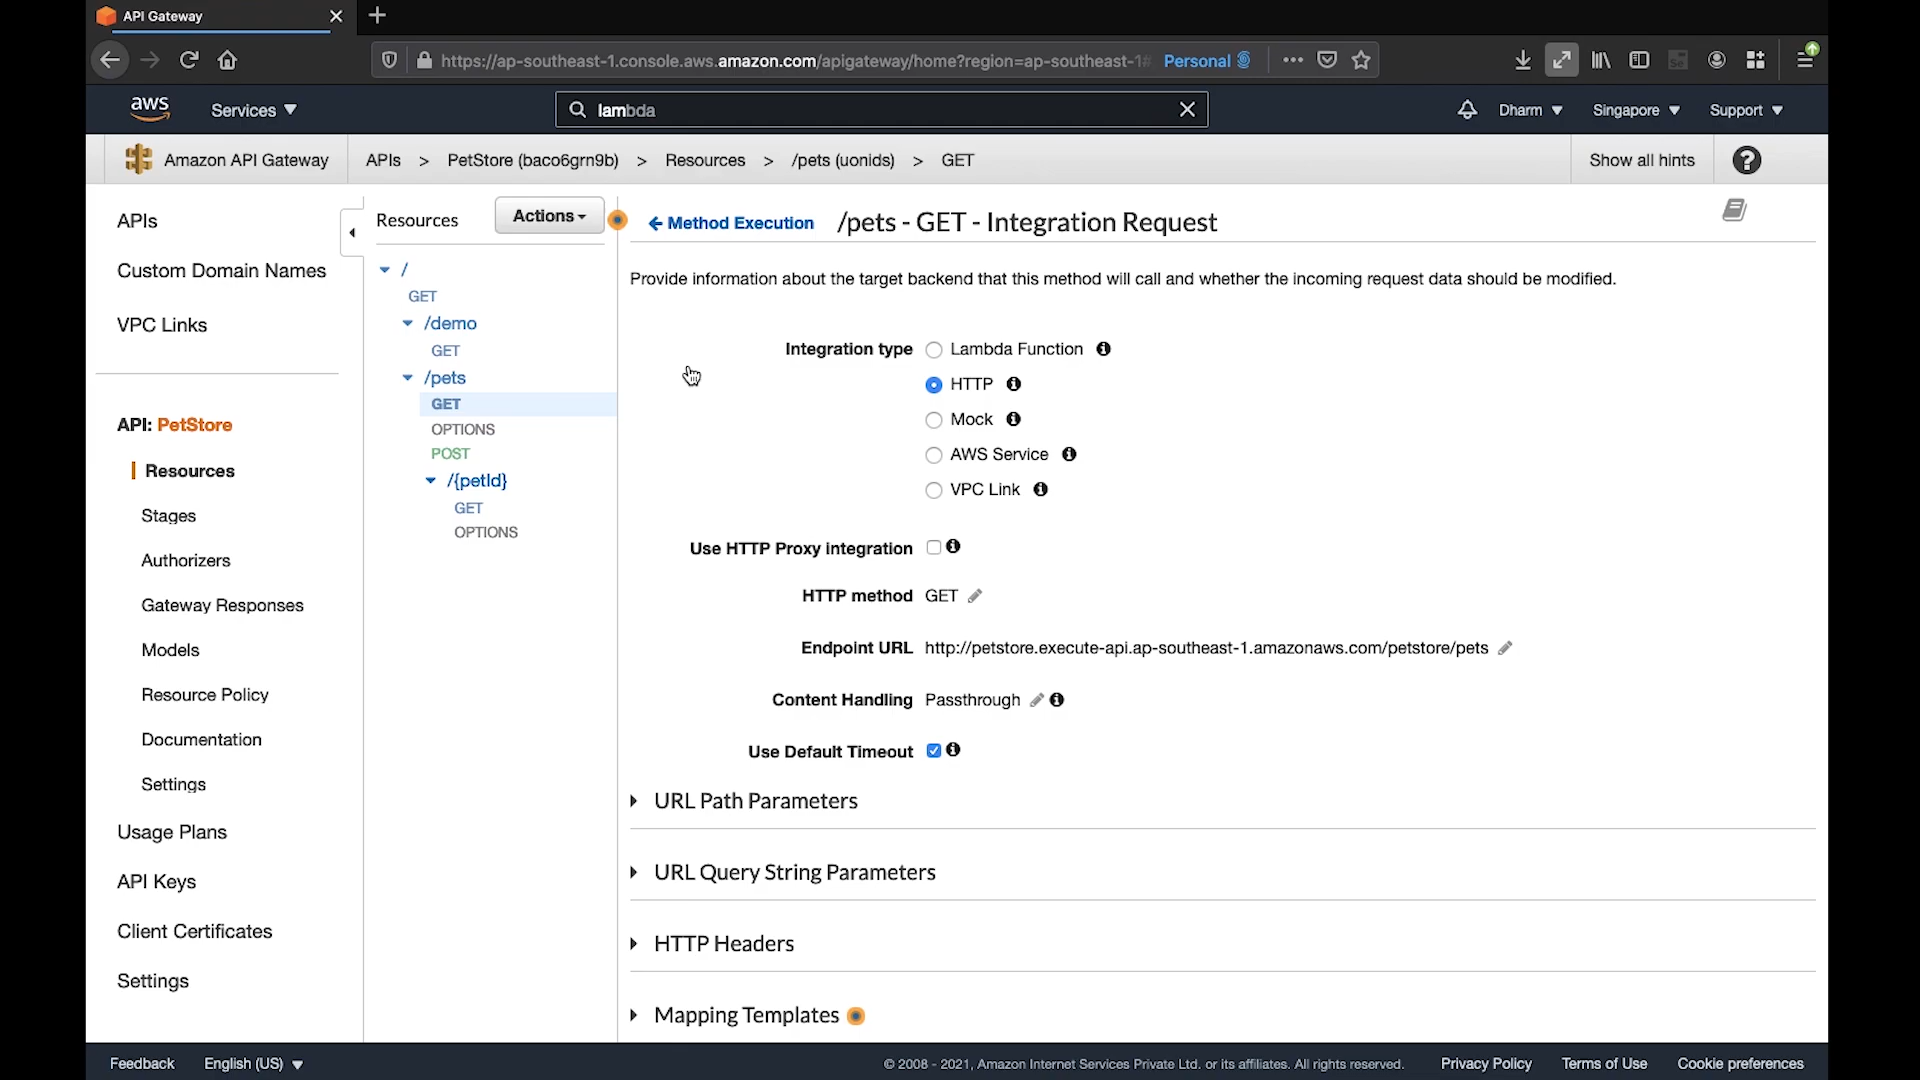 API Gateway
https://ap-southeast-1.console.aws.amazon.com/apigateway/home?region=ap-southeast-1# Personal
aws Services lambda Dharm Singapore Support
Amazon API Gateway APIs > PetStore (baco6grn9b) > Resources > /pets (uonids) > GET Show all hints ?
APIs
Custom Domain Names
VPC Links
API: PetStore
Resources
Stages
Authorizers
Gateway Responses
Models
Resource Policy
Documentation
Settings
Usage Plans
API Keys
Client Certificates
Settings
Resources Actions
/
GET
/demo
GET
/pets
GET
OPTIONS
POST
/{petId}
GET
OPTIONS
Method Execution /pets - GET - Integration Request
Provide information about the target backend that this method will call and whether the incoming request data should be modified.
Integration type Lambda Function
HTTP
Mock
AWS Service
VPC Link
Use HTTP Proxy integration
HTTP method GET
Endpoint URL http://petstore.execute-api.ap-southeast-1.amazonaws.com/petstore/pets
Content Handling Passthrough
Use Default Timeout
URL Path Parameters
URL Query String Parameters
HTTP Headers
Mapping Templates
Feedback English (US) © 2008 - 2021, Amazon Internet Services Private Ltd. or its affiliates. All rights reserved. Privacy Policy Terms of Use Cookie preferences